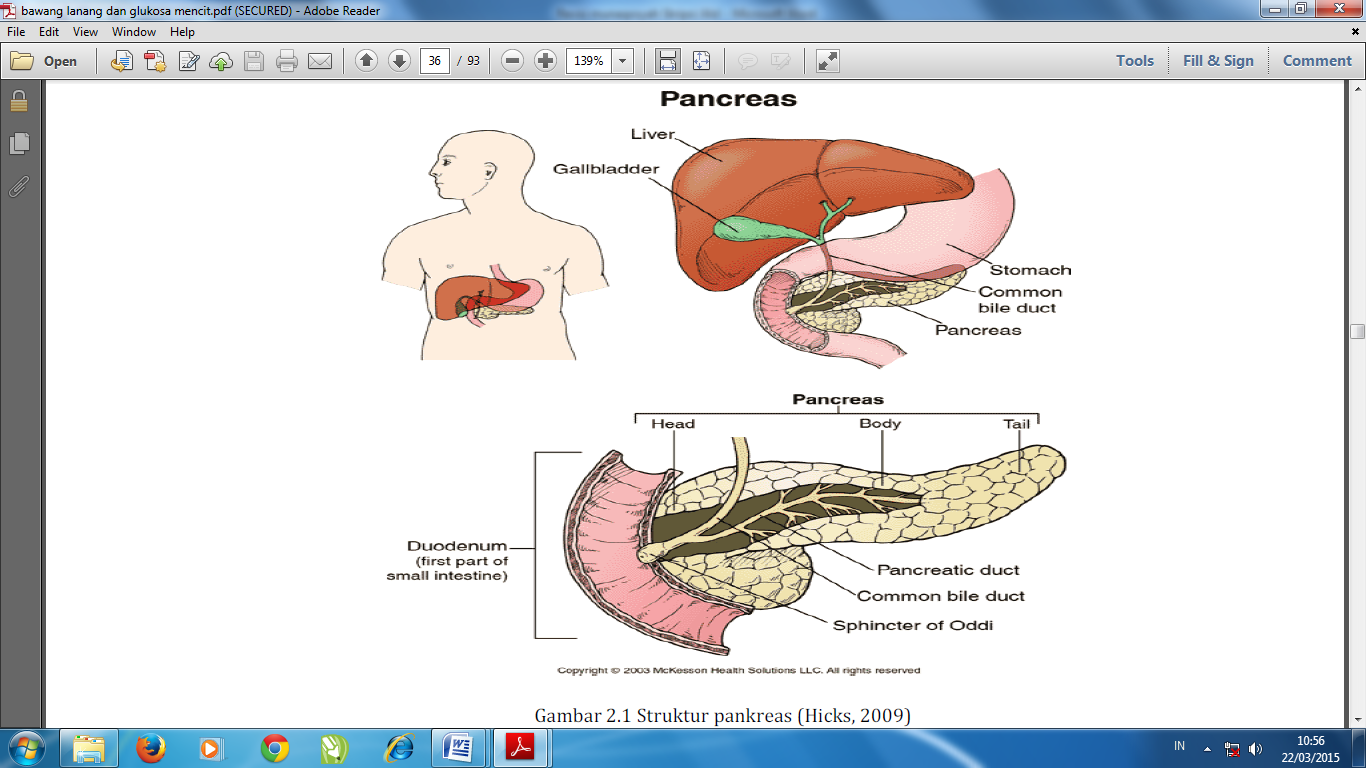 bawang lanang dan glukosa mencit.pdf (SECURED) - Adobe Reader
File Edit View Window Help
Open 36 / 93 139% Tools Fill & Sign Comment
Pancreas
Liver
Gallbladder
Stomach
Common
bile duct
Pancreas
Pancreas
Head Body Tail
Duodenum
(first part of
small intestine)
Pancreatic duct
Common bile duct
Sphincter of Oddi
Copyright © 2003 McKesson Health Solutions LLC. All rights reserved
Gambar 2.1 Struktur pankreas (Hicks, 2009)
IN 10:56
22/03/2015